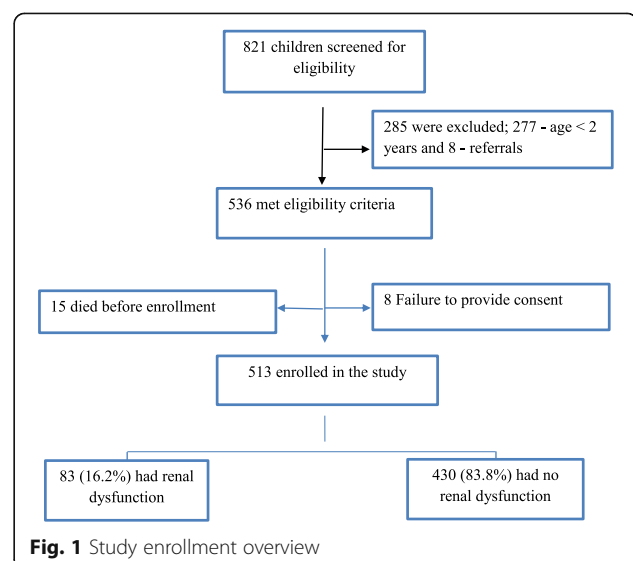 821 children screened for
eligibility
285 were excluded; 277 - age < 2
years and 8 - referrals
536 met eligibility criteria
15 died before enrollment
8 Failure to provide consent
513 enrolled in the study
83 (16.2%) had renal
dysfunction
430 (83.8%) had no
renal dysfunction
Fig. 1 Study enrollment overview